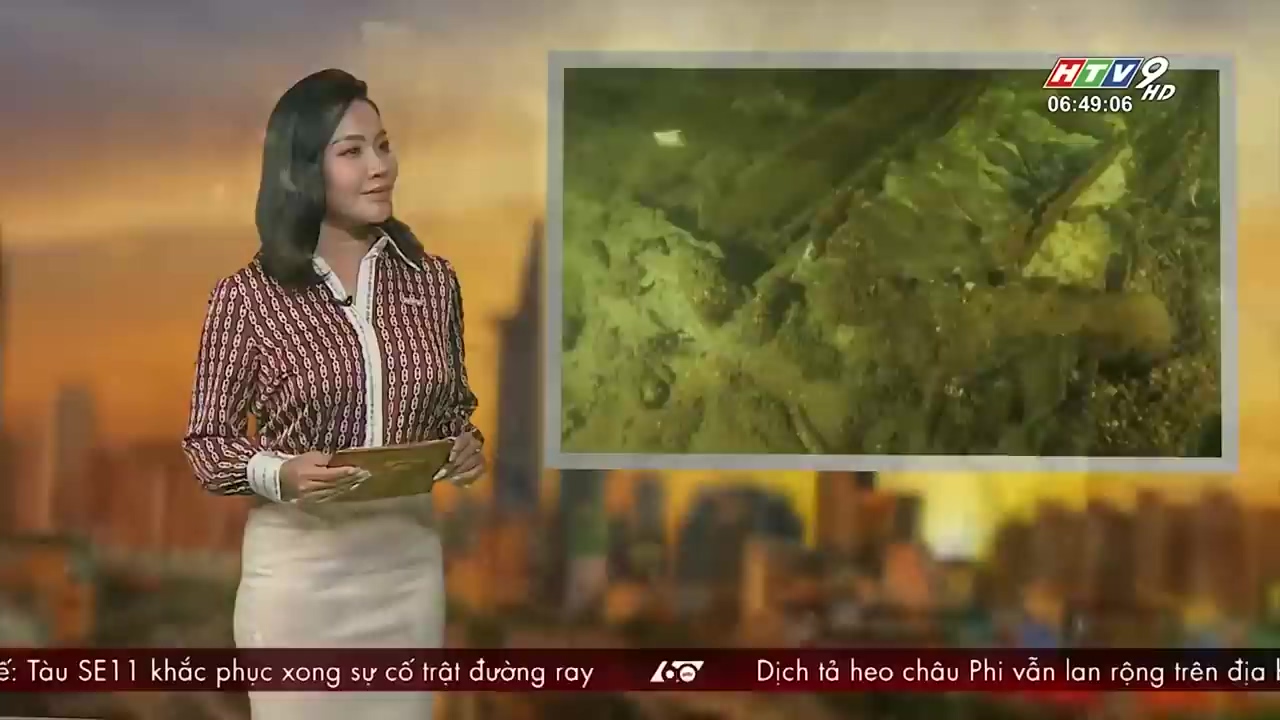 HTV9 HD
06:49:06
ế: Tàu SE11 khắc phục xong sự cố trật đường ray
60 Dịch tả heo châu Phi vẫn lan rộng trên địa